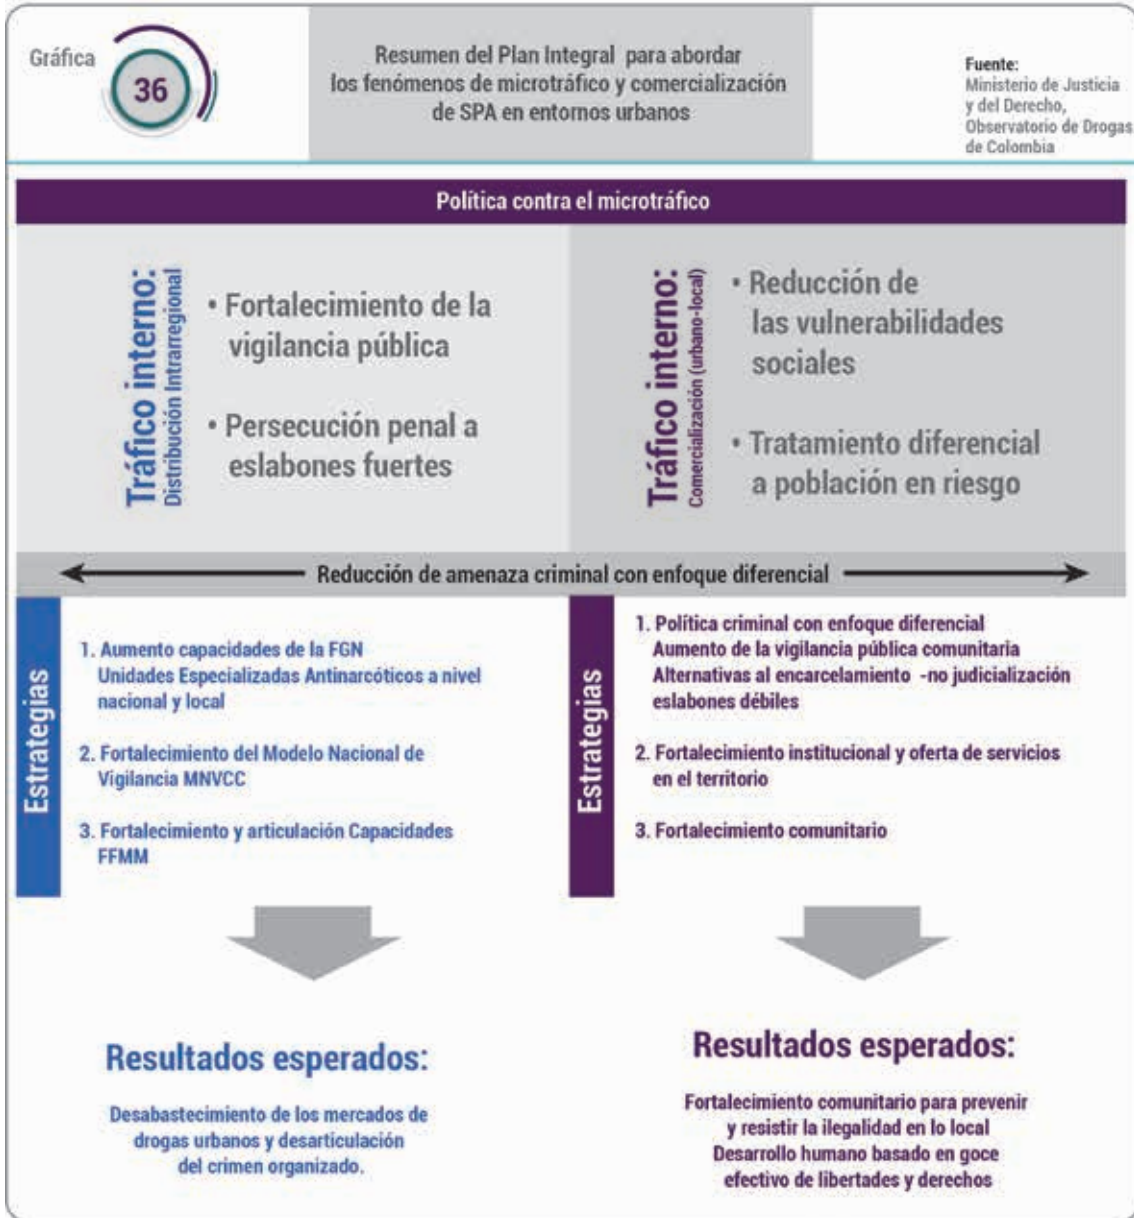 Gráfica
36
Resumen del Plan Integral para abordar
los fenómenos de microtráfico y comercialización
de SPA en entornos urbanos
Fuente:
Ministerio de Justicia
y del Derecho,
Observatorio de Drogas
de Colombia
Política contra el microtráfico
Tráfico interno:
Distribución Intrarregional
• Fortalecimiento de la
vigilancia pública
• Persecución penal a
eslabones fuertes
Tráfico interno:
Comercialización (urbano-local)
• Reducción de
las vulnerabilidades
sociales
• Tratamiento diferencial
a población en riesgo
Reducción de amenaza criminal con enfoque diferencial
Estrategias
1. Aumento capacidades de la FGN
Unidades Especializadas Antinarcóticos a nivel
nacional y local
2. Fortalecimiento del Modelo Nacional de
Vigilancia MNVCC
3. Fortalecimiento y articulación Capacidades
FFMM
Estrategias
1. Política criminal con enfoque diferencial
Aumento de la vigilancia pública comunitaria
Alternativas al encarcelamiento -no judicialización
eslabones débiles
2. Fortalecimiento institucional y oferta de servicios
en el territorio
3. Fortalecimiento comunitario
Resultados esperados:
Desabastecimiento de los mercados de
drogas urbanos y desarticulación
del crimen organizado.
Resultados esperados:
Fortalecimiento comunitario para prevenir
y resistir la ilegalidad en lo local
Desarrollo humano basado en goce
efectivo de libertades y derechos